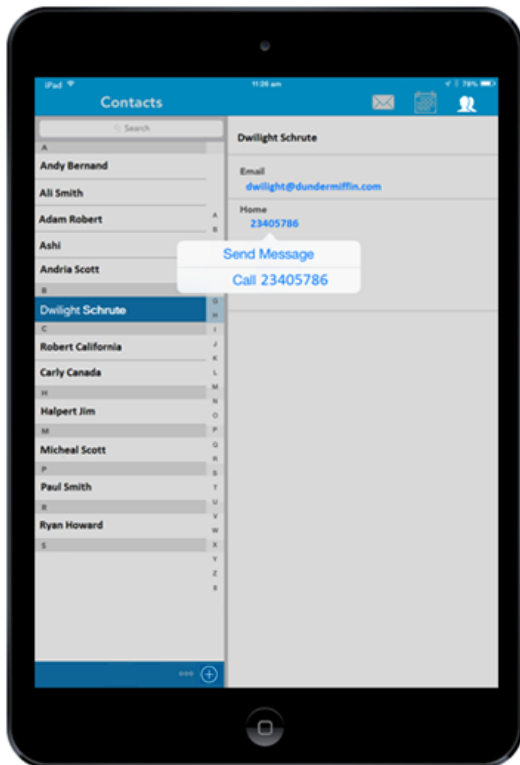 iPad
11:26 am
78%
Contacts
Search
A
Andy Bernand
Ali Smith
Adam Robert
Ashi
Andria Scott
B
Dwilight Schrute
C
Robert California
Carly Canada
H
Halpert Jim
M
Micheal Scott
P
Paul Smith
R
Ryan Howard
S
A
B
G
H
I
J
K
L
M
N
O
P
Q
R
S
T
U
V
W
X
Y
Z
Dwilight Schrute
Email
dwilight@dundermiffin.com
Home
23405786
Send Message
Call 23405786